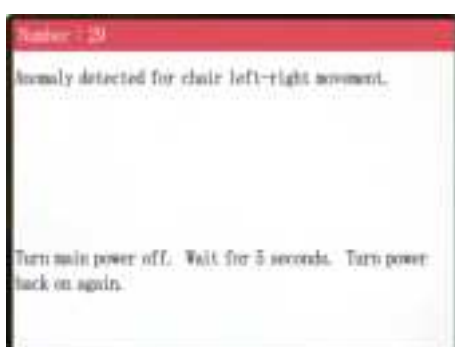 Number : 29
Anomaly detected for chair left-right movement.
Turn main power off. Wait for 5 seconds. Turn power
back on again.